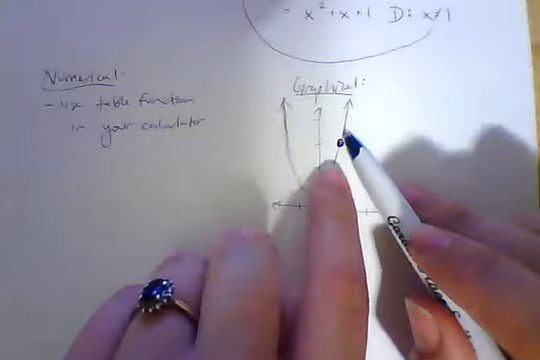 = x² + x + 1   D: x≠1
Numerical:
Graphical:
- use table function
in your calculator